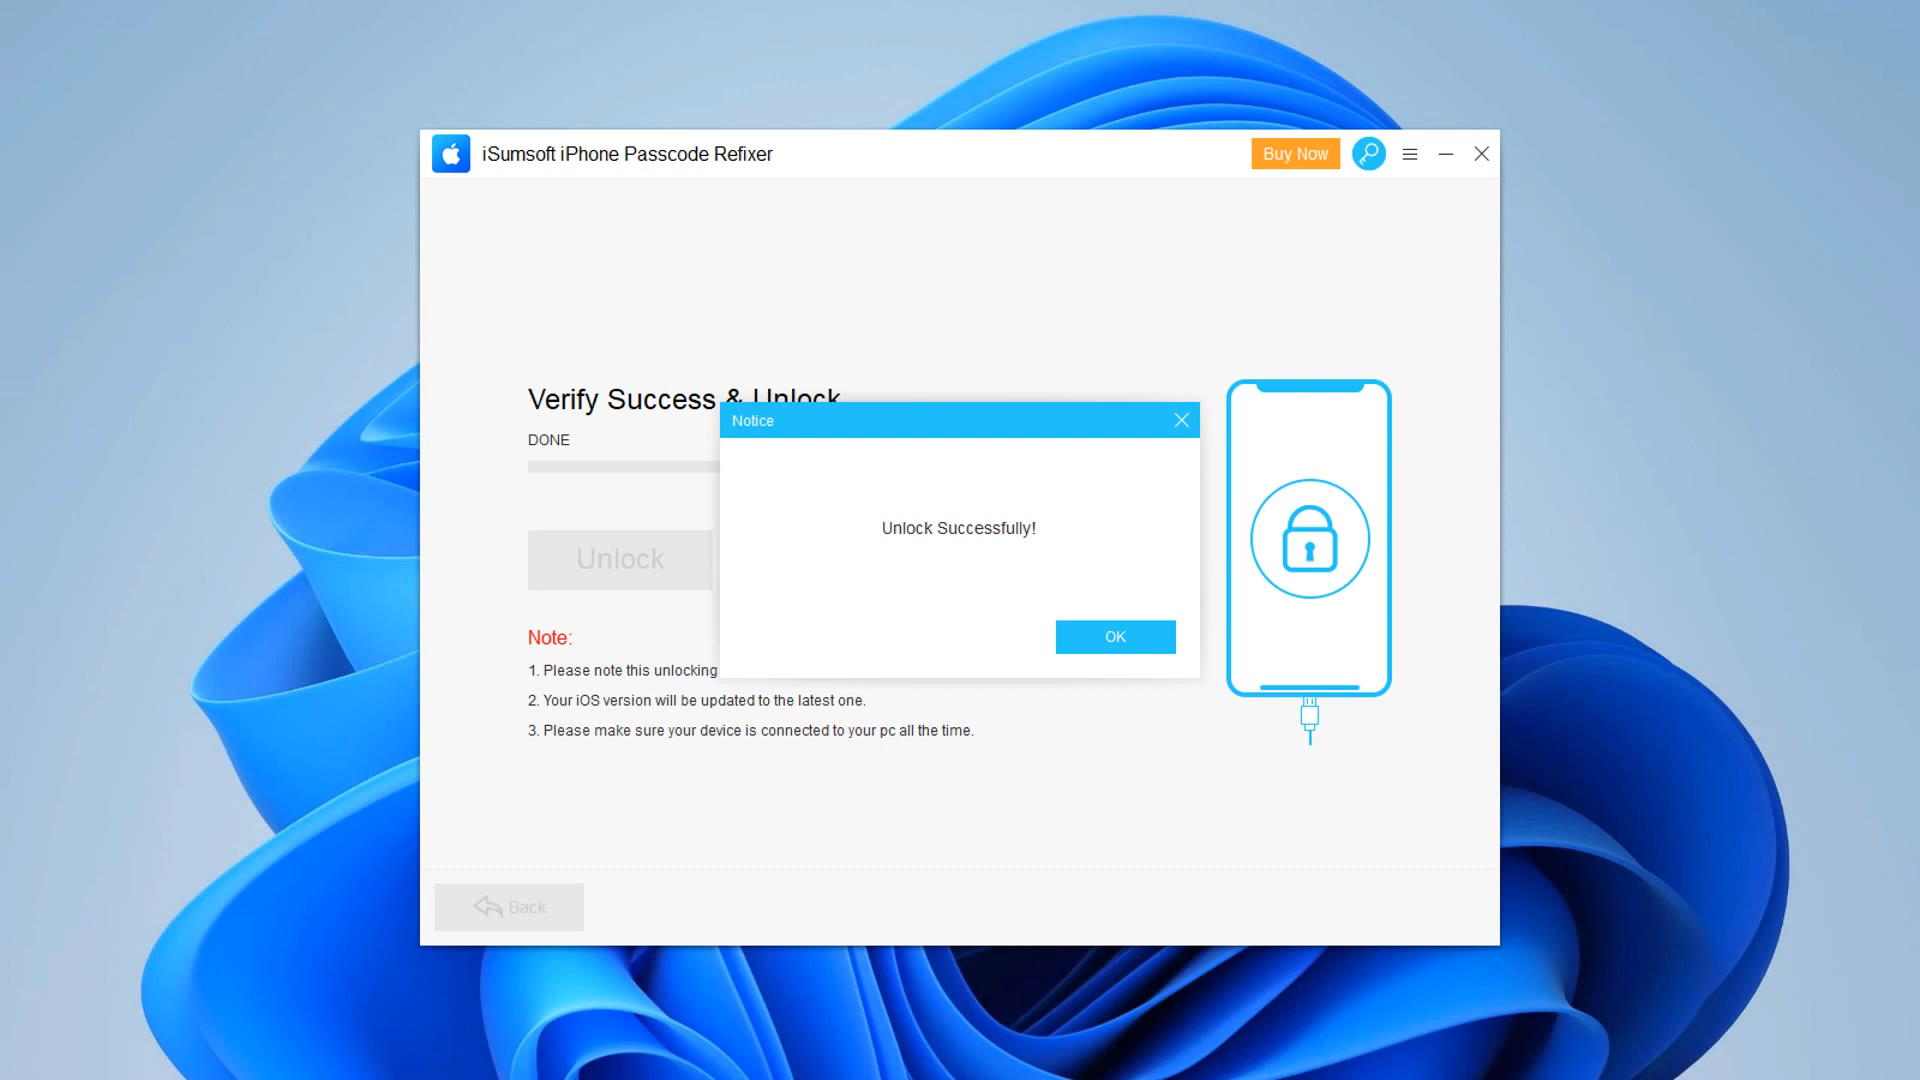 iSumsoft iPhone Passcode Refixer
Buy Now
Verify Success & Unlock
DONE
Notice
Unlock Successfully!
OK
Unlock
Note:
1. Please note this unlocking
2. Your iOS version will be updated to the latest one.
3. Please make sure your device is connected to your pc all the time.
Back